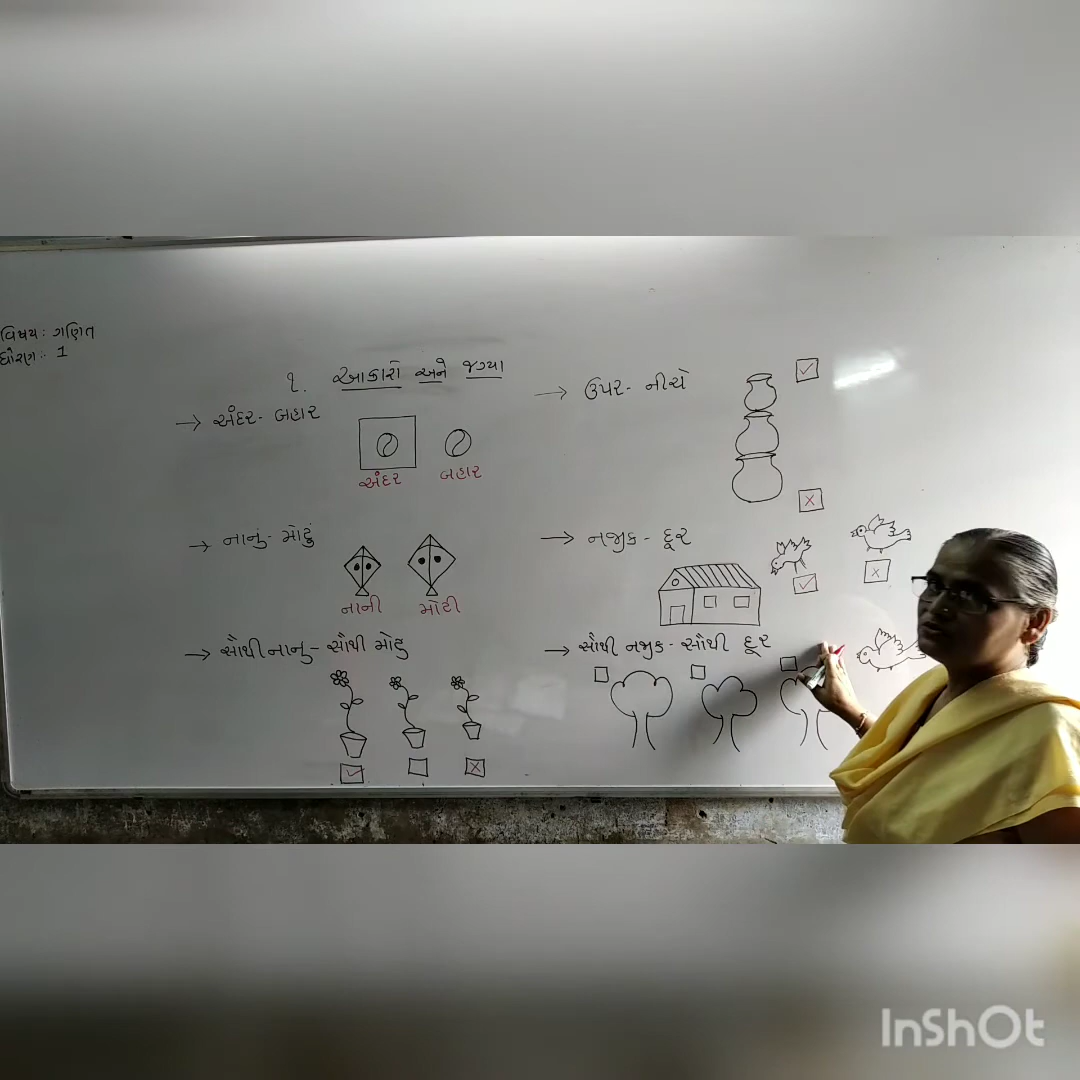 વિષય: ગણિત
ધોરણ: 1
૧. આકારો અને જગ્યા
→ અંદર - બહાર
અંદર બહાર
→ નાનું - મોટું
નાની મોટી
→ સૌથી નાનુ - સૌથી મોટુ
→ ઉપર - નીચે
→ નજીક - દૂર
→ સૌથી નજીક - સૌથી દૂર
InShOt